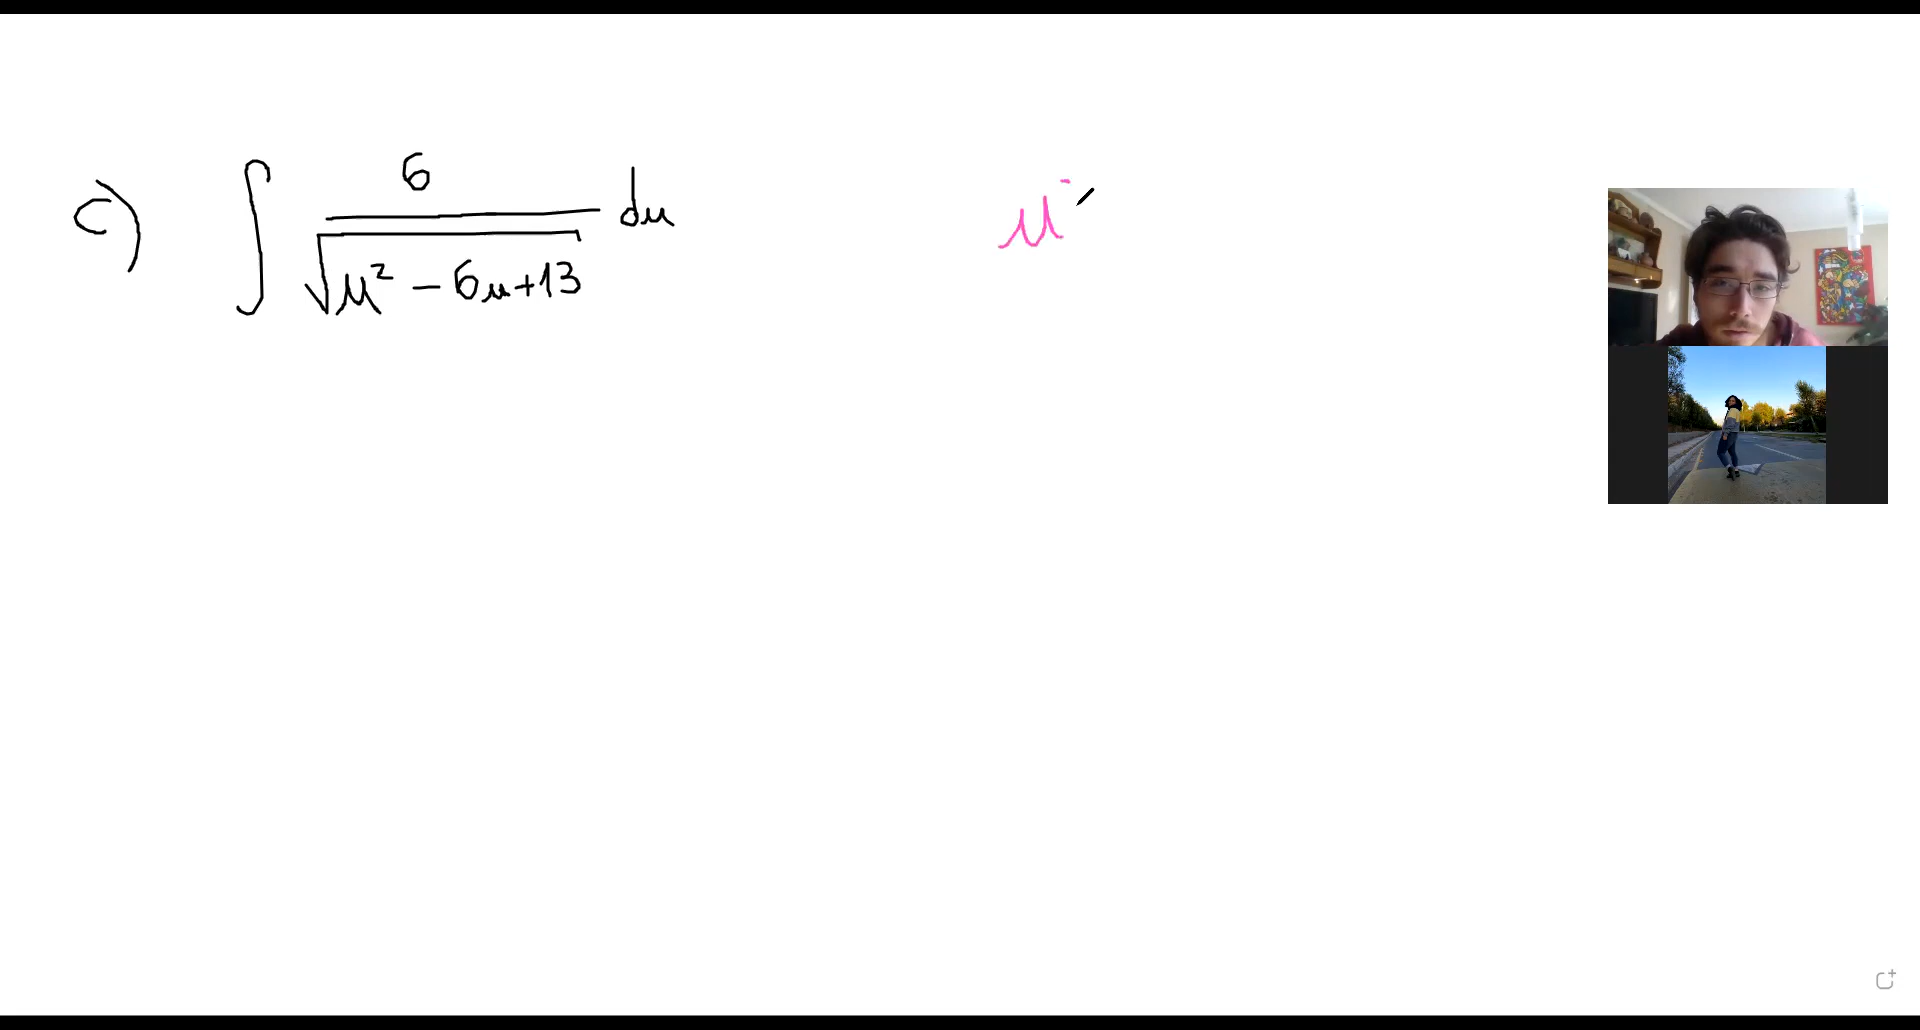 c) ∫ 6 / √(u² - 6u + 13) du
u